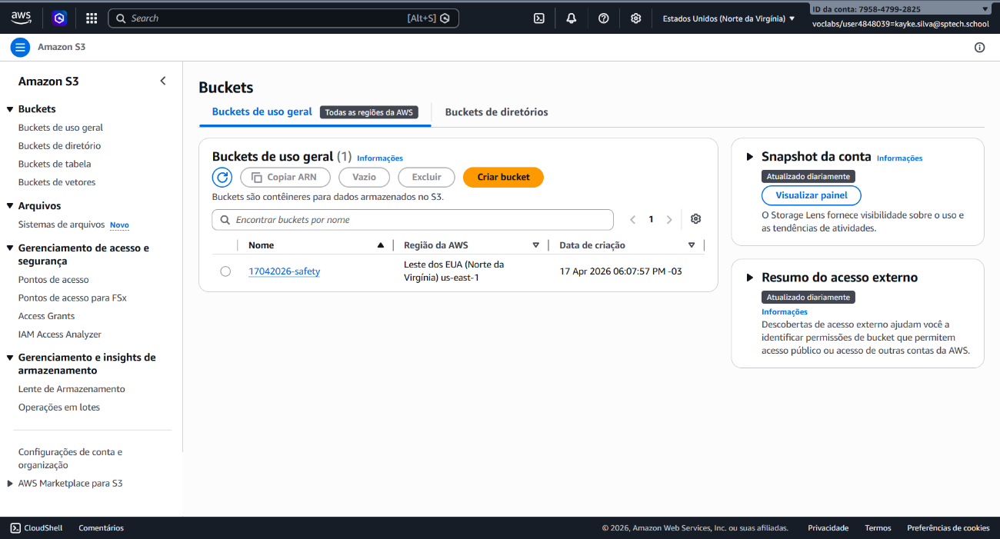 aws
Search [Alt+S]
Estados Unidos (Norte da Virgínia)
ID da conta: 7958-4799-2825
voclabs/user4848039=kayke.silva@sptech.school
Amazon S3
Amazon S3
Buckets
Buckets de uso geral
Buckets de diretório
Buckets de tabela
Buckets de vetores
Arquivos
Sistemas de arquivos Novo
Gerenciamento de acesso e
segurança
Pontos de acesso
Pontos de acesso para FSx
Access Grants
IAM Access Analyzer
Gerenciamento e insights de
armazenamento
Lente de Armazenamento
Operações em lotes
Configurações de conta e
organização
AWS Marketplace para S3
Buckets
Buckets de uso geral Todas as regiões da AWS Buckets de diretórios
Buckets de uso geral (1) Informações
Copiar ARN Vazio Excluir Criar bucket
Buckets são contêineres para dados armazenados no S3.
Encontrar buckets por nome
1
Nome Região da AWS Data de criação
17042026-safety Leste dos EUA (Norte da
Virgínia) us-east-1 17 Apr 2026 06:07:57 PM -03
Snapshot da conta Informações
Atualizado diariamente
Visualizar painel
O Storage Lens fornece visibilidade sobre o uso e
as tendências de atividades.
Resumo do acesso externo
Atualizado diariamente
Informações
Descobertas de acesso externo ajudam você a
identificar permissões de bucket que permitem
acesso público ou acesso de outras contas da AWS.
CloudShell Comentários
© 2026, Amazon Web Services, Inc. ou suas afiliadas. Privacidade Termos Preferências de cookies